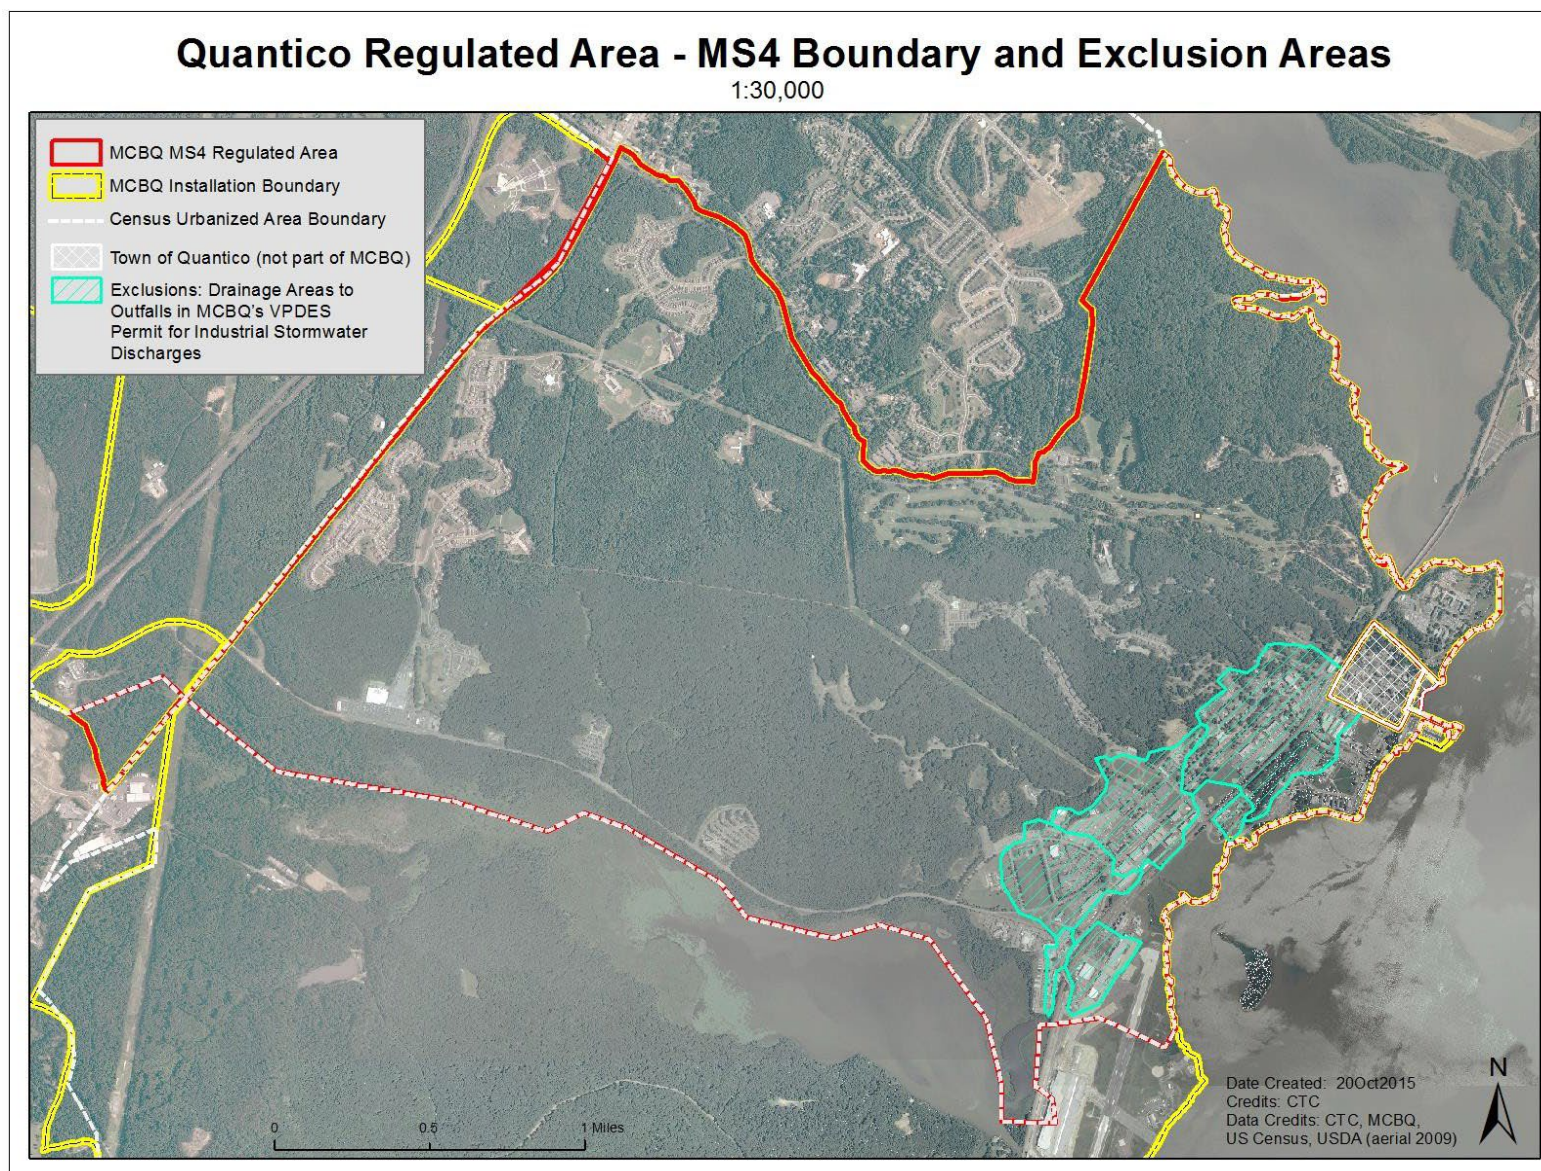 Quantico Regulated Area - MS4 Boundary and Exclusion Areas
1:30,000
MCBQ MS4 Regulated Area
MCBQ Installation Boundary
Census Urbanized Area Boundary
Town of Quantico (not part of MCBQ)
Exclusions: Drainage Areas to
Outfalls in MCBQ's VPDES
Permit for Industrial Stormwater
Discharges
0 0.5 1 Miles
N
Date Created: 20Oct2015
Credits: CTC
Data Credits: CTC, MCBQ,
US Census, USDA (aerial 2009)